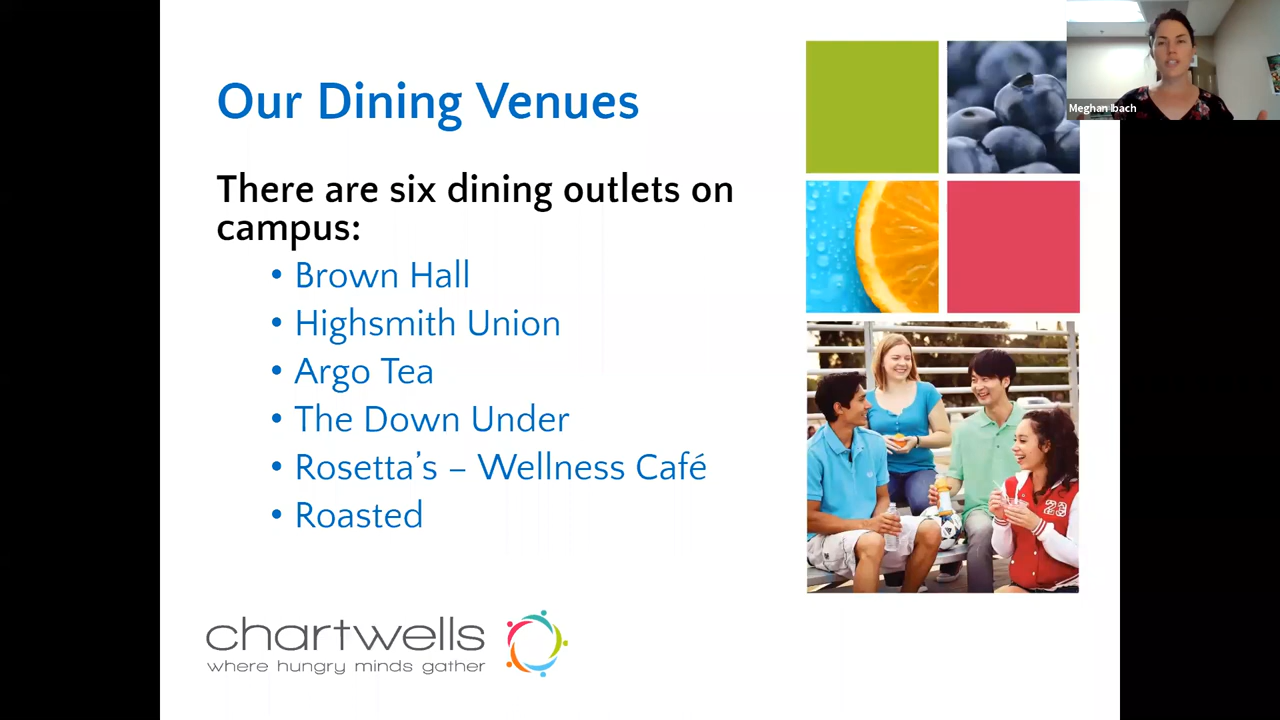 Our Dining Venues
Meghan Ibach
There are six dining outlets on
campus:
• Brown Hall
• Highsmith Union
• Argo Tea
• The Down Under
• Rosetta’s – Wellness Café
• Roasted
23
chartwells
where hungry minds gather